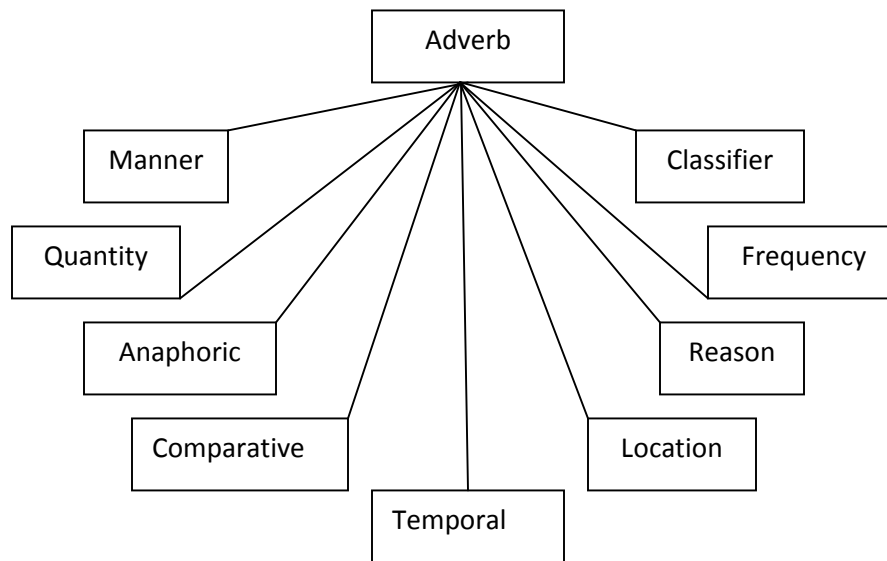 Adverb
Manner
Classifier
Quantity
Frequency
Anaphoric
Reason
Comparative
Location
Temporal